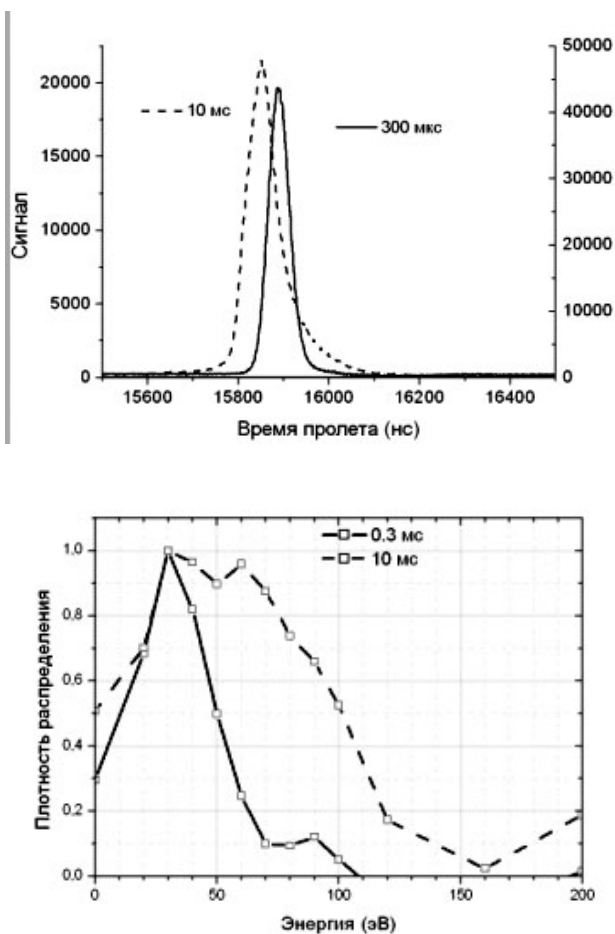 50000
20000
40000
10 мс
300 мкс
15000
30000
Сигнал
10000
20000
5000
10000
0
0
15600 15800 16000 16200 16400
Время пролета (нс)
0.3 мс
10 мс
1,0
0,8
Плотность распределения
0,6
0,4
0,2
0,0
0 50 100 150 200
Энергия (эВ)